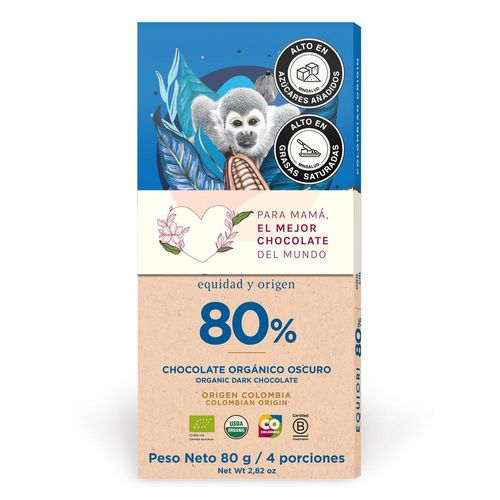 ALTO EN
AZÚCARES AÑADIDOS
MINSALUD
ALTO EN
GRASAS SATURADAS
MINSALUD
COLOMBIAN ORIGIN
PARA MAMÁ,
EL MEJOR
CHOCOLATE
DEL MUNDO
equidad y origen
80%
CHOCOLATE ORGÁNICO OSCURO
ORGANIC DARK CHOCOLATE
ORIGEN COLOMBIA
COLOMBIAN ORIGIN
USDA
ORGANIC
CO
COLOMBIA
Certified
B
Corporation
Peso Neto 80 g / 4 porciones
Net Wt 2,82 oz
EQUIORI 80%